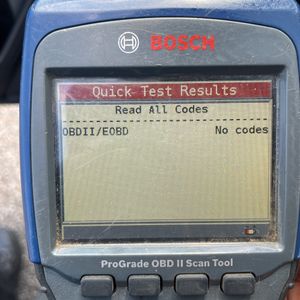 BOSCH
Quick Test Results
Read All Codes
OBDII/EOBD No codes
ProGrade OBD II Scan Tool